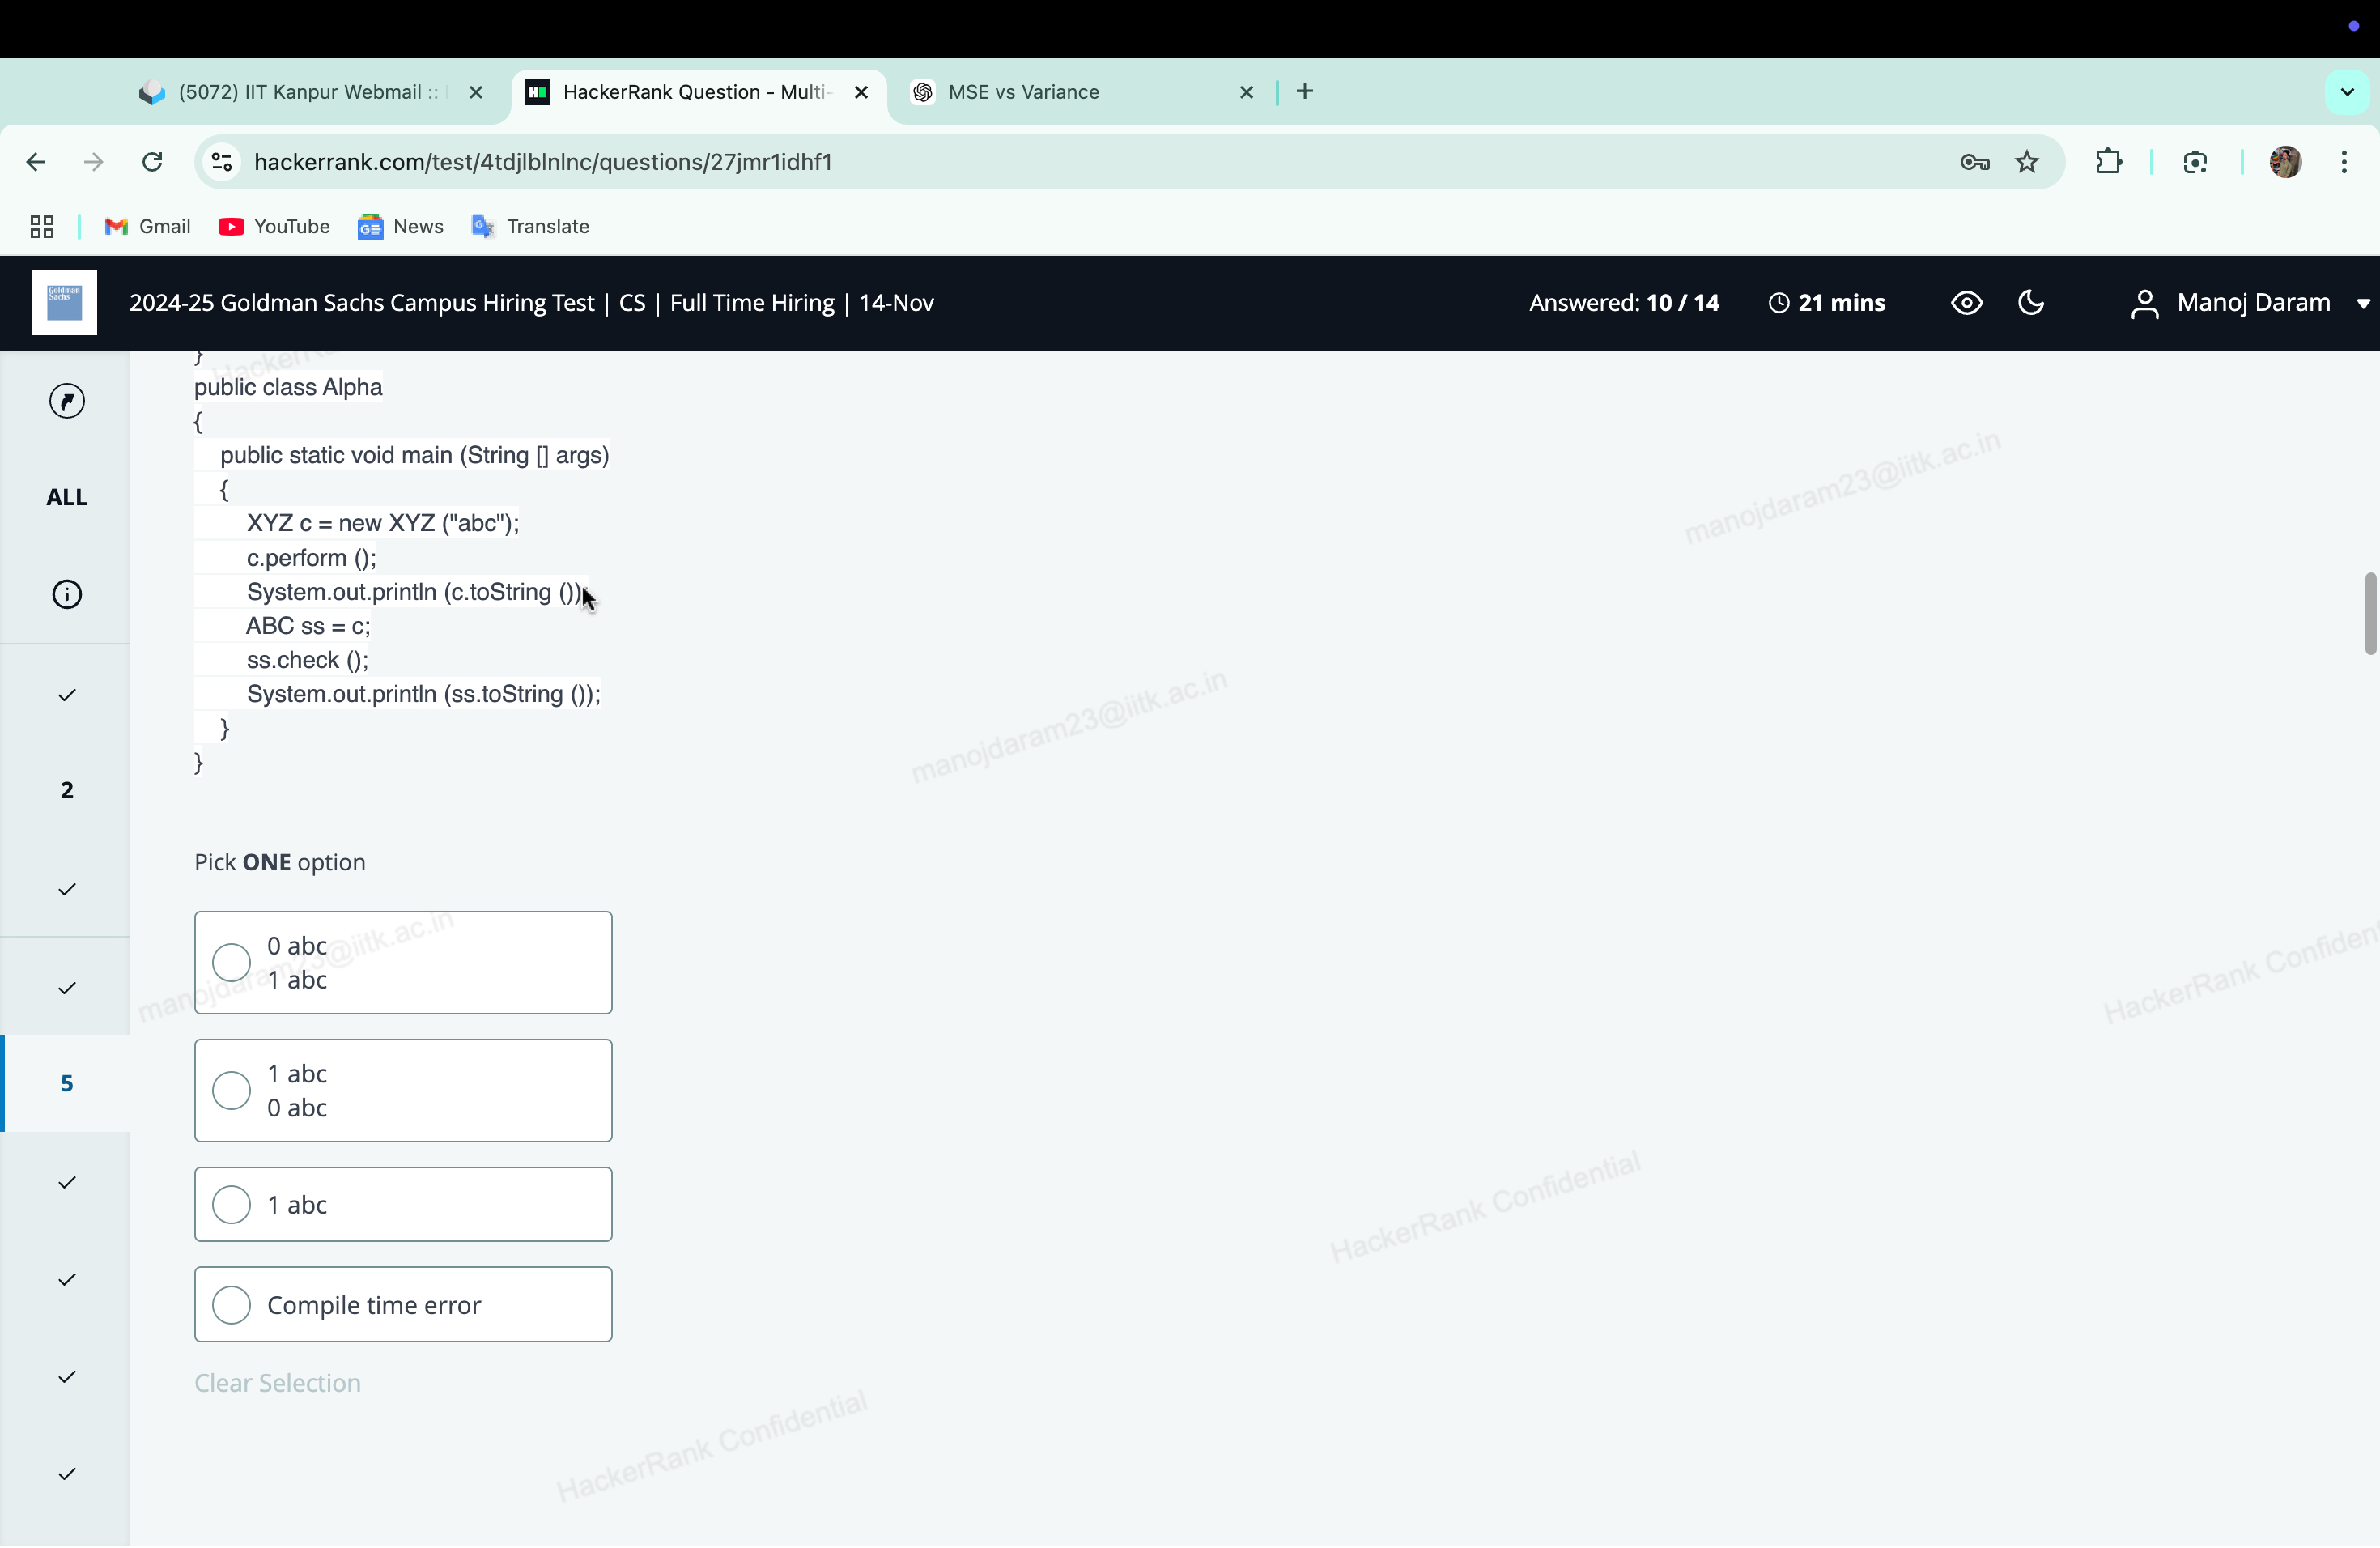 (5072) IIT Kanpur Webmail ::
HackerRank Question - Multi-
MSE vs Variance
hackerrank.com/test/4tdjlblnlnc/questions/27jmr1idhf1
Gmail
YouTube
News
Translate
Goldman Sachs
2024-25 Goldman Sachs Campus Hiring Test | CS | Full Time Hiring | 14-Nov
Answered: 10 / 14
21 mins
Manoj Daram
}
public class Alpha
{
public static void main (String [] args)
{
XYZ c = new XYZ ("abc");
c.perform ();
System.out.println (c.toString ())
ABC ss = c;
ss.check ();
System.out.println (ss.toString ());
}
}
ALL
2
5
Pick ONE option
0 abc
1 abc
1 abc
0 abc
1 abc
Compile time error
Clear Selection
manojdaram23@iitk.ac.in
manojdaram23@iitk.ac.in
manojdaram23@iitk.ac.in
HackerRank Confident
HackerRank Confidential
HackerRank Confidential